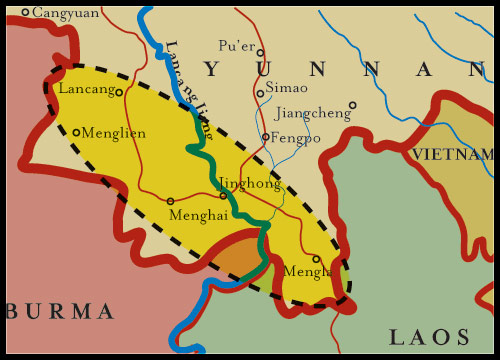 Cangyuan
Pu'er
YUNNAN
Lancang Jiang
Lancang
Simao
Jiangcheng
Menglien
Fengpo
VIETNAM
Jinghong
Menghai
Mengla
BURMA
LAOS